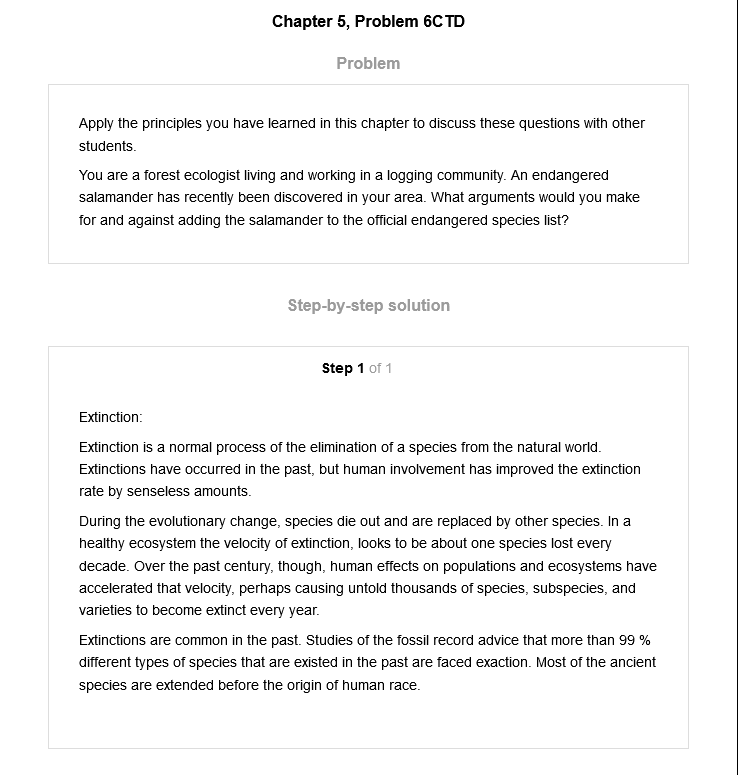 Chapter 5, Problem 6CTD
Problem
Apply the principles you have learned in this chapter to discuss these questions with other
students.
You are a forest ecologist living and working in a logging community. An endangered
salamander has recently been discovered in your area. What arguments would you make
for and against adding the salamander to the official endangered species list?
Step-by-step solution
Step 1 of 1
Extinction:
Extinction is a normal process of the elimination of a species from the natural world.
Extinctions have occurred in the past, but human involvement has improved the extinction
rate by senseless amounts.
During the evolutionary change, species die out and are replaced by other species. In a
healthy ecosystem the velocity of extinction, looks to be about one species lost every
decade. Over the past century, though, human effects on populations and ecosystems have
accelerated that velocity, perhaps causing untold thousands of species, subspecies, and
varieties to become extinct every year.
Extinctions are common in the past. Studies of the fossil record advice that more than 99 %
different types of species that are existed in the past are faced exaction. Most of the ancient
species are extended before the origin of human race.